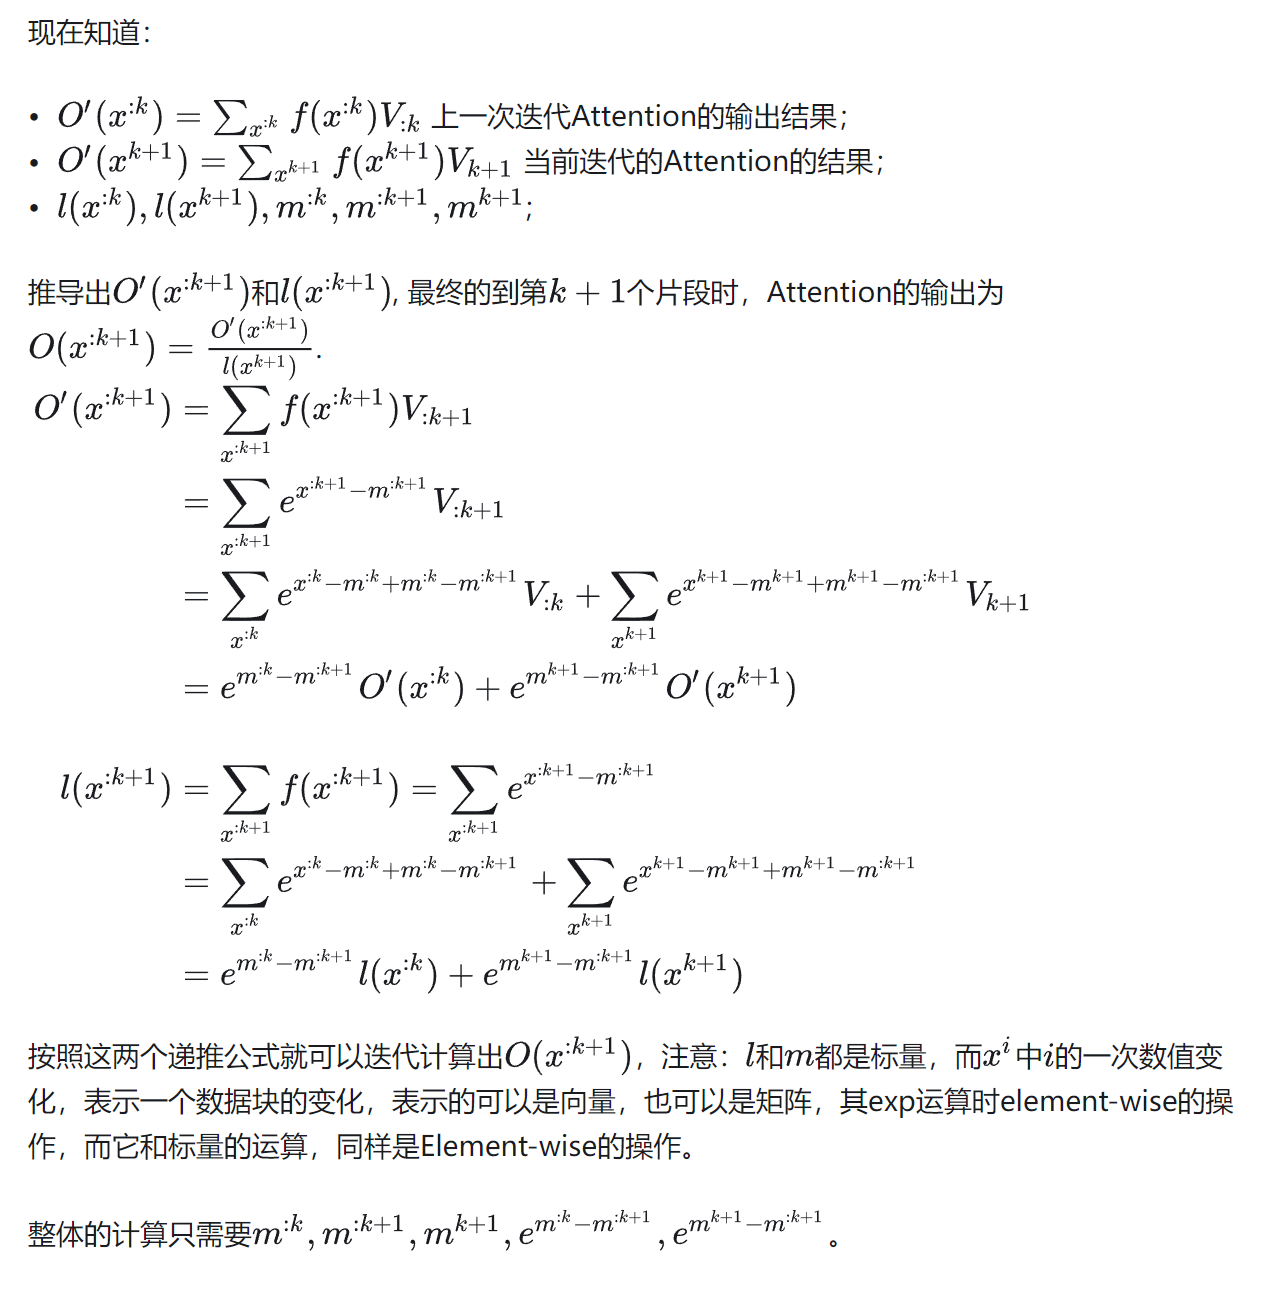 现在知道：
• $O'(x^{:k}) = \sum_{x^{:k}} f(x^{:k})V_{:k}$ 上一次迭代Attention的输出结果；
• $O'(x^{k+1}) = \sum_{x^{k+1}} f(x^{k+1})V_{k+1}$ 当前迭代的Attention的结果；
• $l(x^{:k}), l(x^{k+1}), m^{:k}, m^{:k+1}, m^{k+1}$；
推导出$O'(x^{:k+1})$和$l(x^{:k+1})$, 最终的到第$k+1$个片段时，Attention的输出为
$O(x^{:k+1}) = \frac{O'(x^{:k+1})}{l(x^{k+1})}$.
$O'(x^{:k+1}) = \sum_{x^{:k+1}} f(x^{:k+1})V_{:k+1}$
$= \sum_{x^{:k+1}} e^{x^{:k+1}-m^{:k+1}} V_{:k+1}$
$= \sum_{x^{:k}} e^{x^{:k}-m^{:k}+m^{:k}-m^{:k+1}} V_{:k} + \sum_{x^{k+1}} e^{x^{k+1}-m^{k+1}+m^{k+1}-m^{:k+1}} V_{k+1}$
$= e^{m^{:k}-m^{:k+1}} O'(x^{:k}) + e^{m^{k+1}-m^{:k+1}} O'(x^{k+1})$
$l(x^{:k+1}) = \sum_{x^{:k+1}} f(x^{:k+1}) = \sum_{x^{:k+1}} e^{x^{:k+1}-m^{:k+1}}$
$= \sum_{x^{:k}} e^{x^{:k}-m^{:k}+m^{:k}-m^{:k+1}} + \sum_{x^{k+1}} e^{x^{k+1}-m^{k+1}+m^{k+1}-m^{:k+1}}$
$= e^{m^{:k}-m^{:k+1}} l(x^{:k}) + e^{m^{k+1}-m^{:k+1}} l(x^{k+1})$
按照这两个递推公式就可以迭代计算出$O(x^{:k+1})$，注意：$l$和$m$都是标量，而$x^i$中$i$的一次数值变
化，表示一个数据块的变化，表示的可以是向量，也可以是矩阵，其exp运算时element-wise的操
作，而它和标量的运算，同样是Element-wise的操作。
整体的计算只需要$m^{:k}, m^{:k+1}, m^{k+1}, e^{m^{:k}-m^{:k+1}}, e^{m^{k+1}-m^{:k+1}}$。